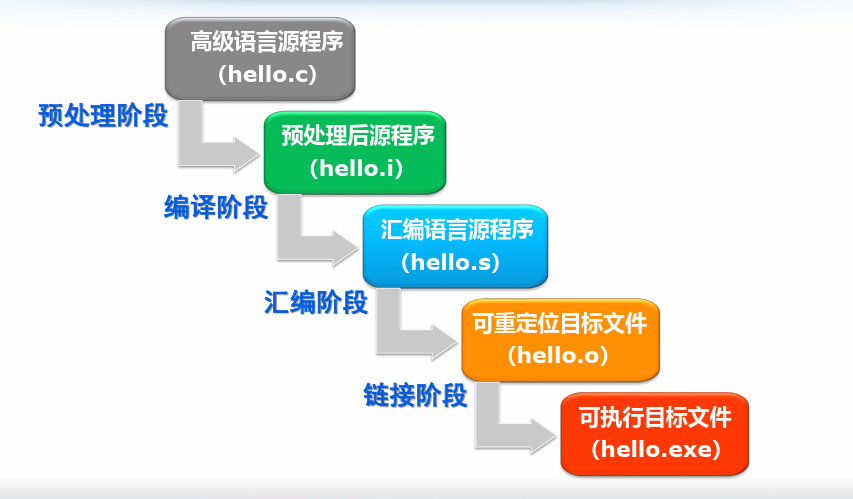 高级语言源程序
（hello.c）
预处理阶段
预处理后源程序
（hello.i）
编译阶段
汇编语言源程序
（hello.s）
汇编阶段
可重定位目标文件
（hello.o）
链接阶段
可执行目标文件
（hello.exe）